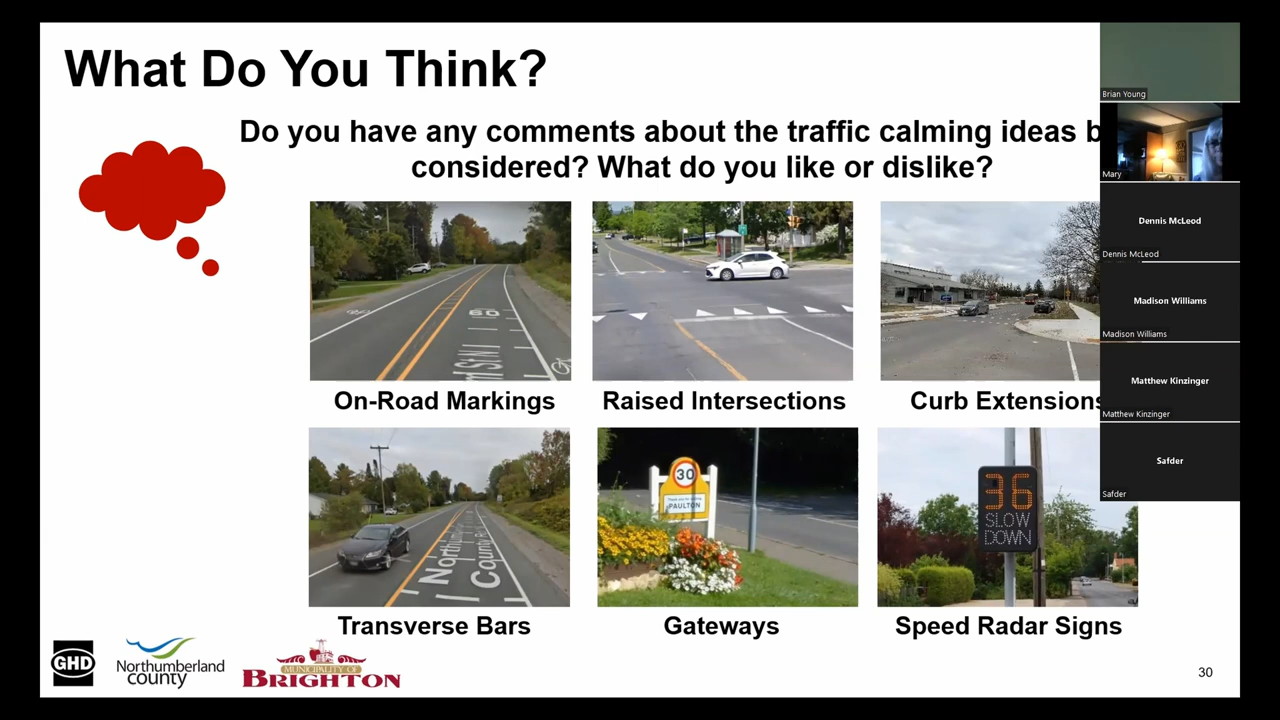 What Do You Think?
Do you have any comments about the traffic calming ideas b
considered? What do you like or dislike?
On-Road Markings
Raised Intersections
Curb Extensions
30
PAULTON
36
SLOW
DOWN
Northum
County R
Transverse Bars
Gateways
Speed Radar Signs
GHD
Northumberland
county
MUNICIPALITY OF
BRIGHTON
30
Brian Young
Mary
Dennis McLeod
Dennis McLeod
Madison Williams
Madison Williams
Matthew Kinzinger
Matthew Kinzinger
Safder
Safder